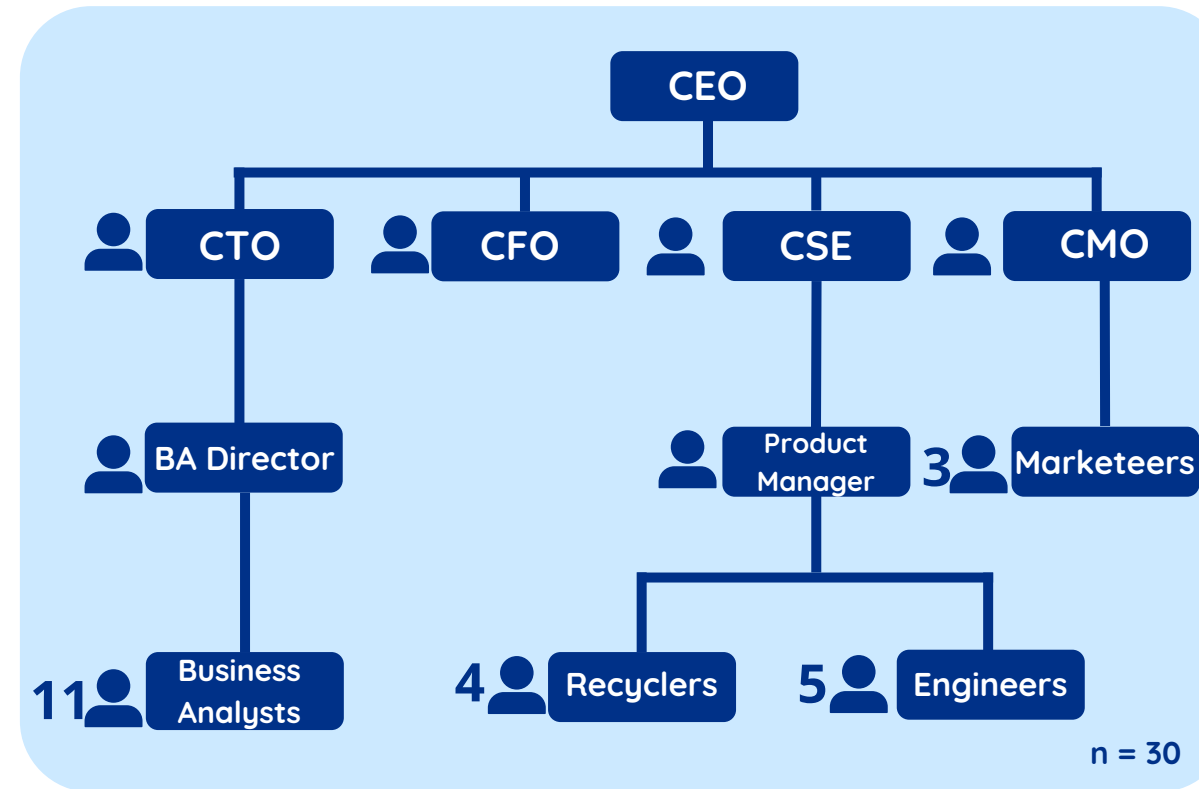 CEO
CTO
CFO
CSE
CMO
BA Director
Product
Manager
3
Marketeers
11
Business
Analysts
4
Recyclers
5
Engineers
n = 30